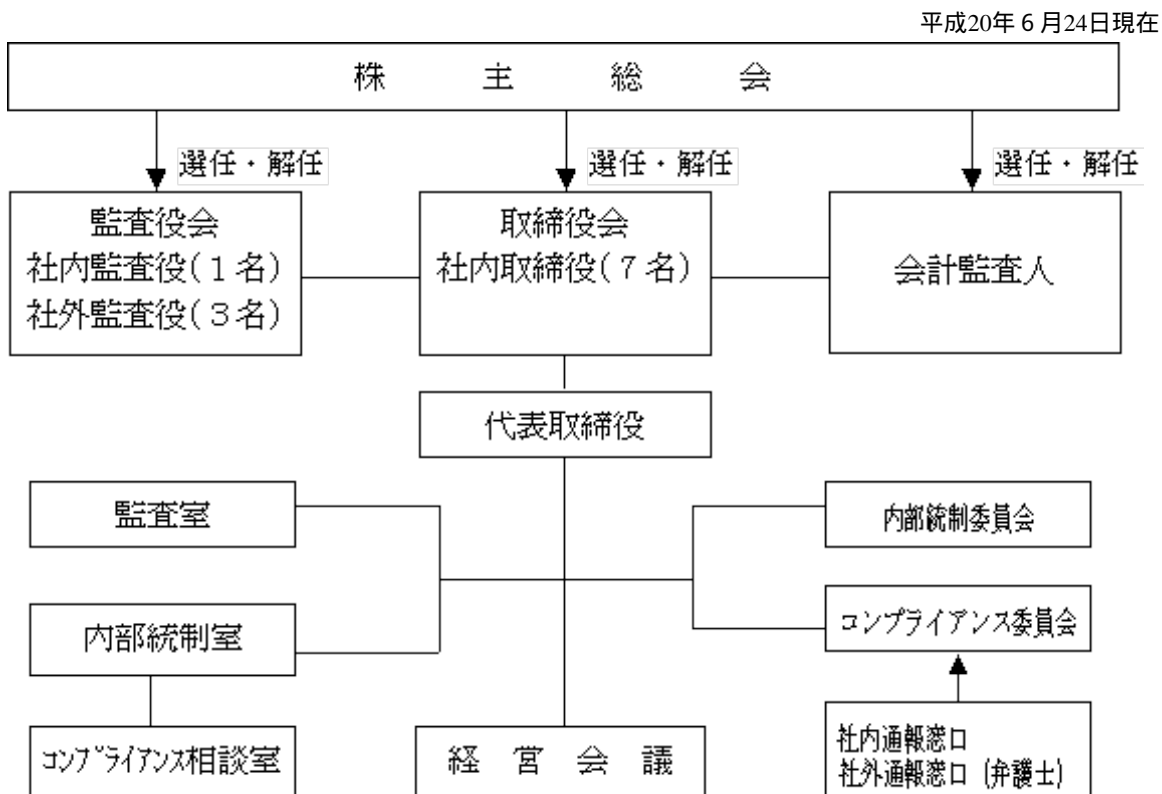 平成20年６月24日現在
株主総会
選任・解任
選任・解任
選任・解任
監査役会
社内監査役(１名)
社外監査役(３名)
取締役会
社内取締役(７名)
会計監査人
代表取締役
監査室
内部統制委員会
内部統制室
コンプライアンス委員会
コンプライアンス相談室
経営会議
社内通報窓口
社外通報窓口 (弁護士)